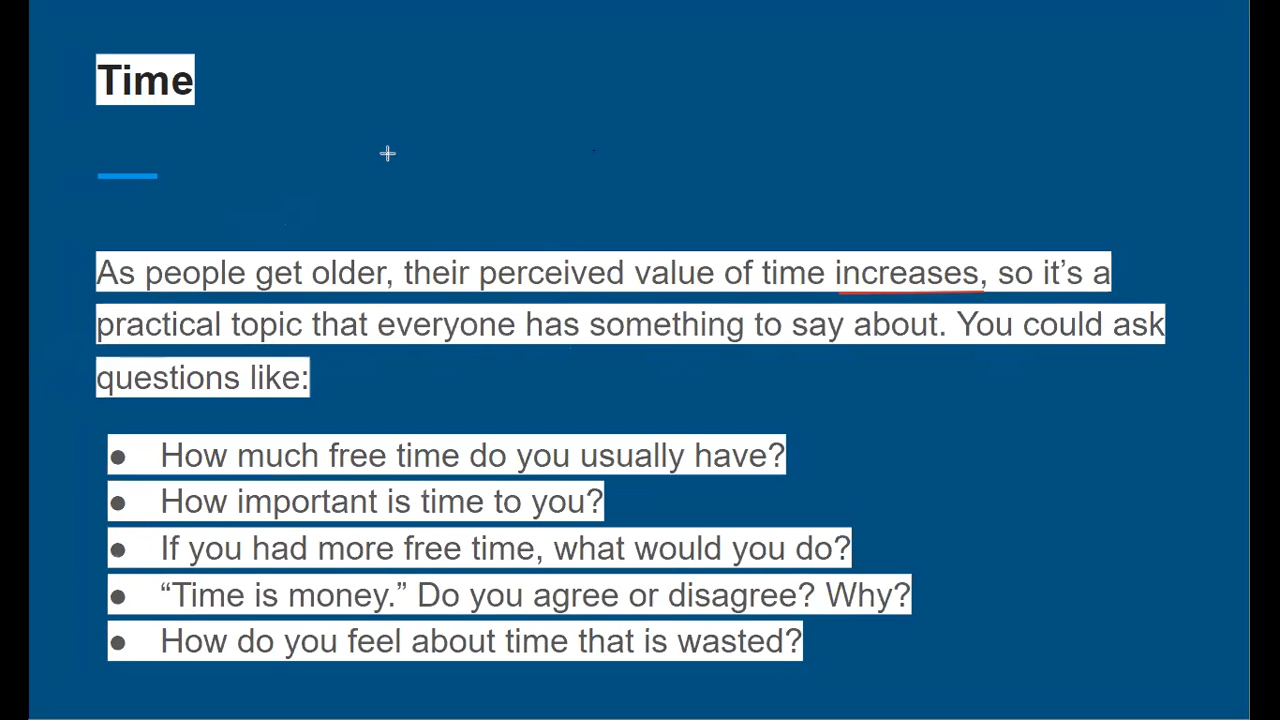 Time
As people get older, their perceived value of time increases, so it’s a
practical topic that everyone has something to say about. You could ask
questions like:
● How much free time do you usually have?
● How important is time to you?
● If you had more free time, what would you do?
● “Time is money.” Do you agree or disagree? Why?
● How do you feel about time that is wasted?